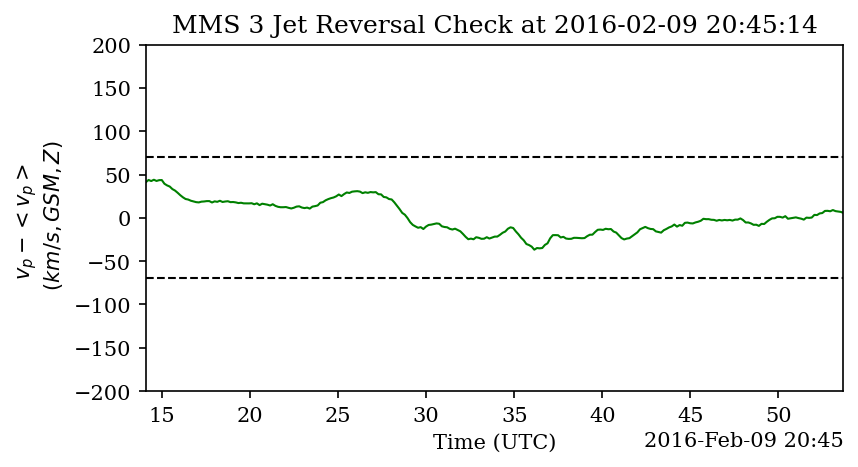 MMS 3 Jet Reversal Check at 2016-02-09 20:45:14
200
150
100
50
0
−50
−100
−150
−200
v_p − < v_p >
(km/s, GSM, Z)
15 20 25 30 35 40 45 50
Time (UTC)
2016-Feb-09 20:45